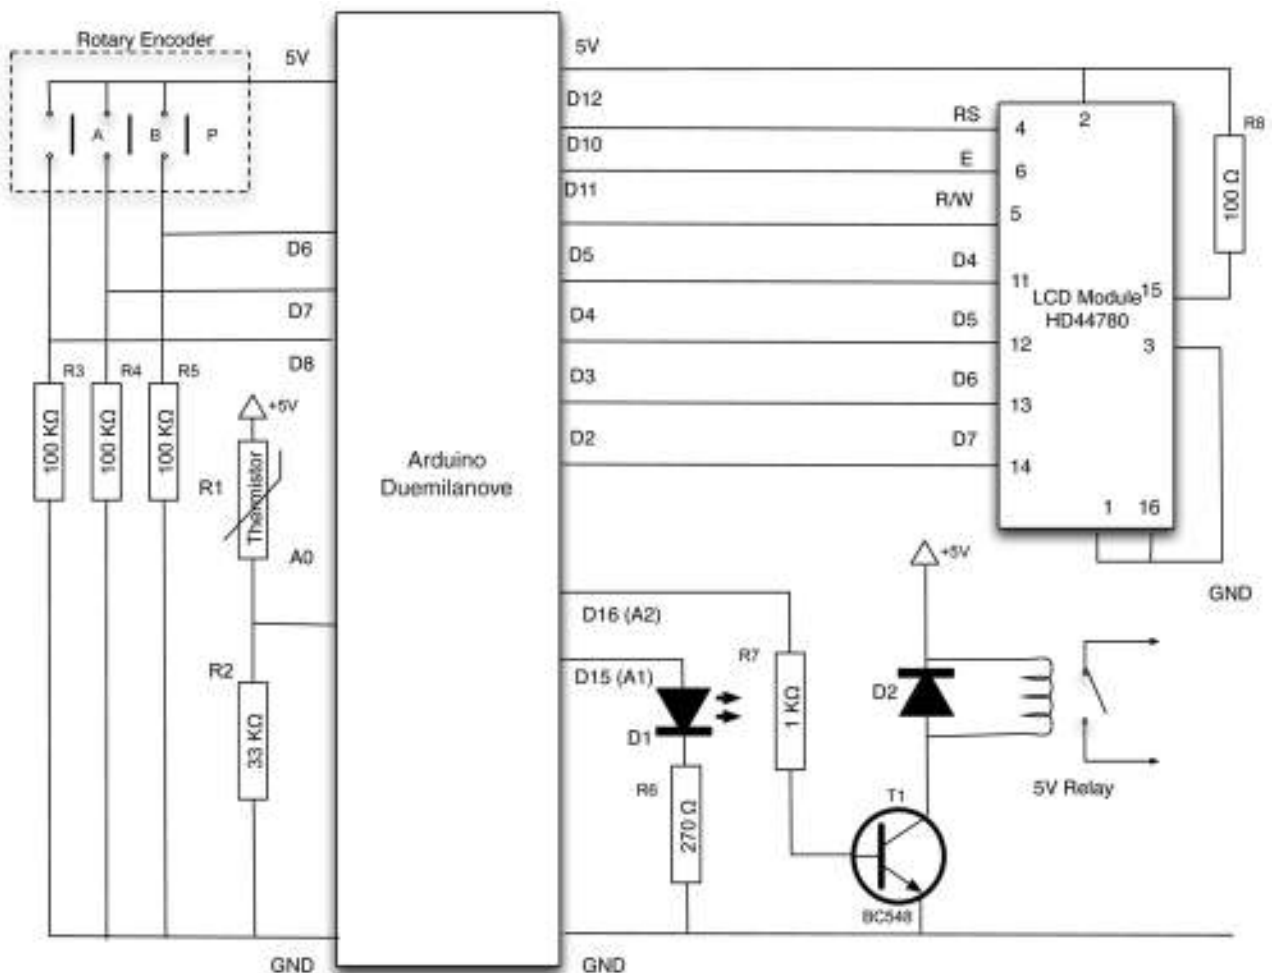 Rotary Encoder
5V
A
B
P
D6
D7
D8
R3
R4
R5
100 KΩ
100 KΩ
100 KΩ
+5V
R1
Thermistor
A0
R2
33 KΩ
GND
Arduino
Duemilanove
5V
D12
D10
D11
D5
D4
D3
D2
RS
E
R/W
D4
D5
D6
D7
4
6
5
11
12
13
14
2
LCD Module
HD44780
15
3
1
16
R8
100 Ω
GND
D16 (A2)
D15 (A1)
D1
R6
270 Ω
R7
1 KΩ
+5V
D2
T1
BC548
5V Relay
GND